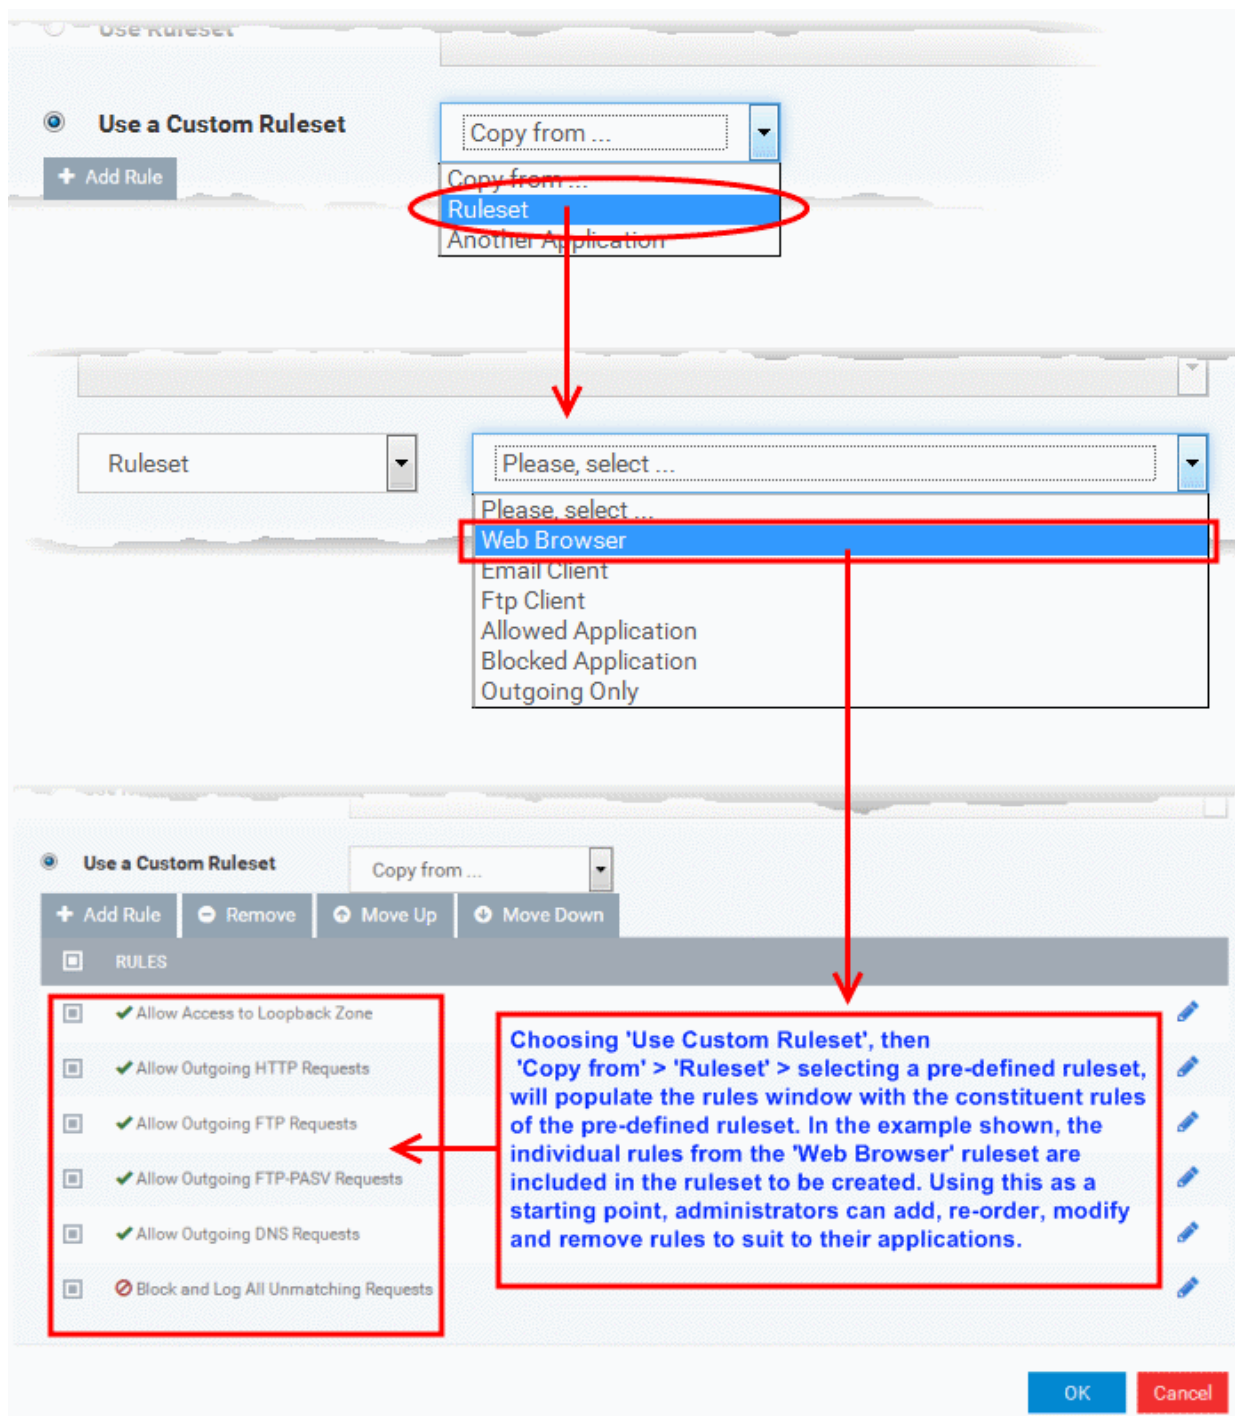 Use Ruleset
Use a Custom Ruleset
Copy from ...
Add Rule
Copy from ...
Ruleset
Another Application
Ruleset
Please, select ...
Please, select ...
Web Browser
Email Client
Ftp Client
Allowed Application
Blocked Application
Outgoing Only
Use a Custom Ruleset
Copy from ...
Add Rule
Remove
Move Up
Move Down
RULES
Allow Access to Loopback Zone
Allow Outgoing HTTP Requests
Allow Outgoing FTP Requests
Allow Outgoing FTP-PASV Requests
Allow Outgoing DNS Requests
Block and Log All Unmatching Requests
Choosing 'Use Custom Ruleset', then
'Copy from' > 'Ruleset' > selecting a pre-defined ruleset,
will populate the rules window with the constituent rules
of the pre-defined ruleset. In the example shown, the
individual rules from the 'Web Browser' ruleset are
included in the ruleset to be created. Using this as a
starting point, administrators can add, re-order, modify
and remove rules to suit to their applications.
OK
Cancel